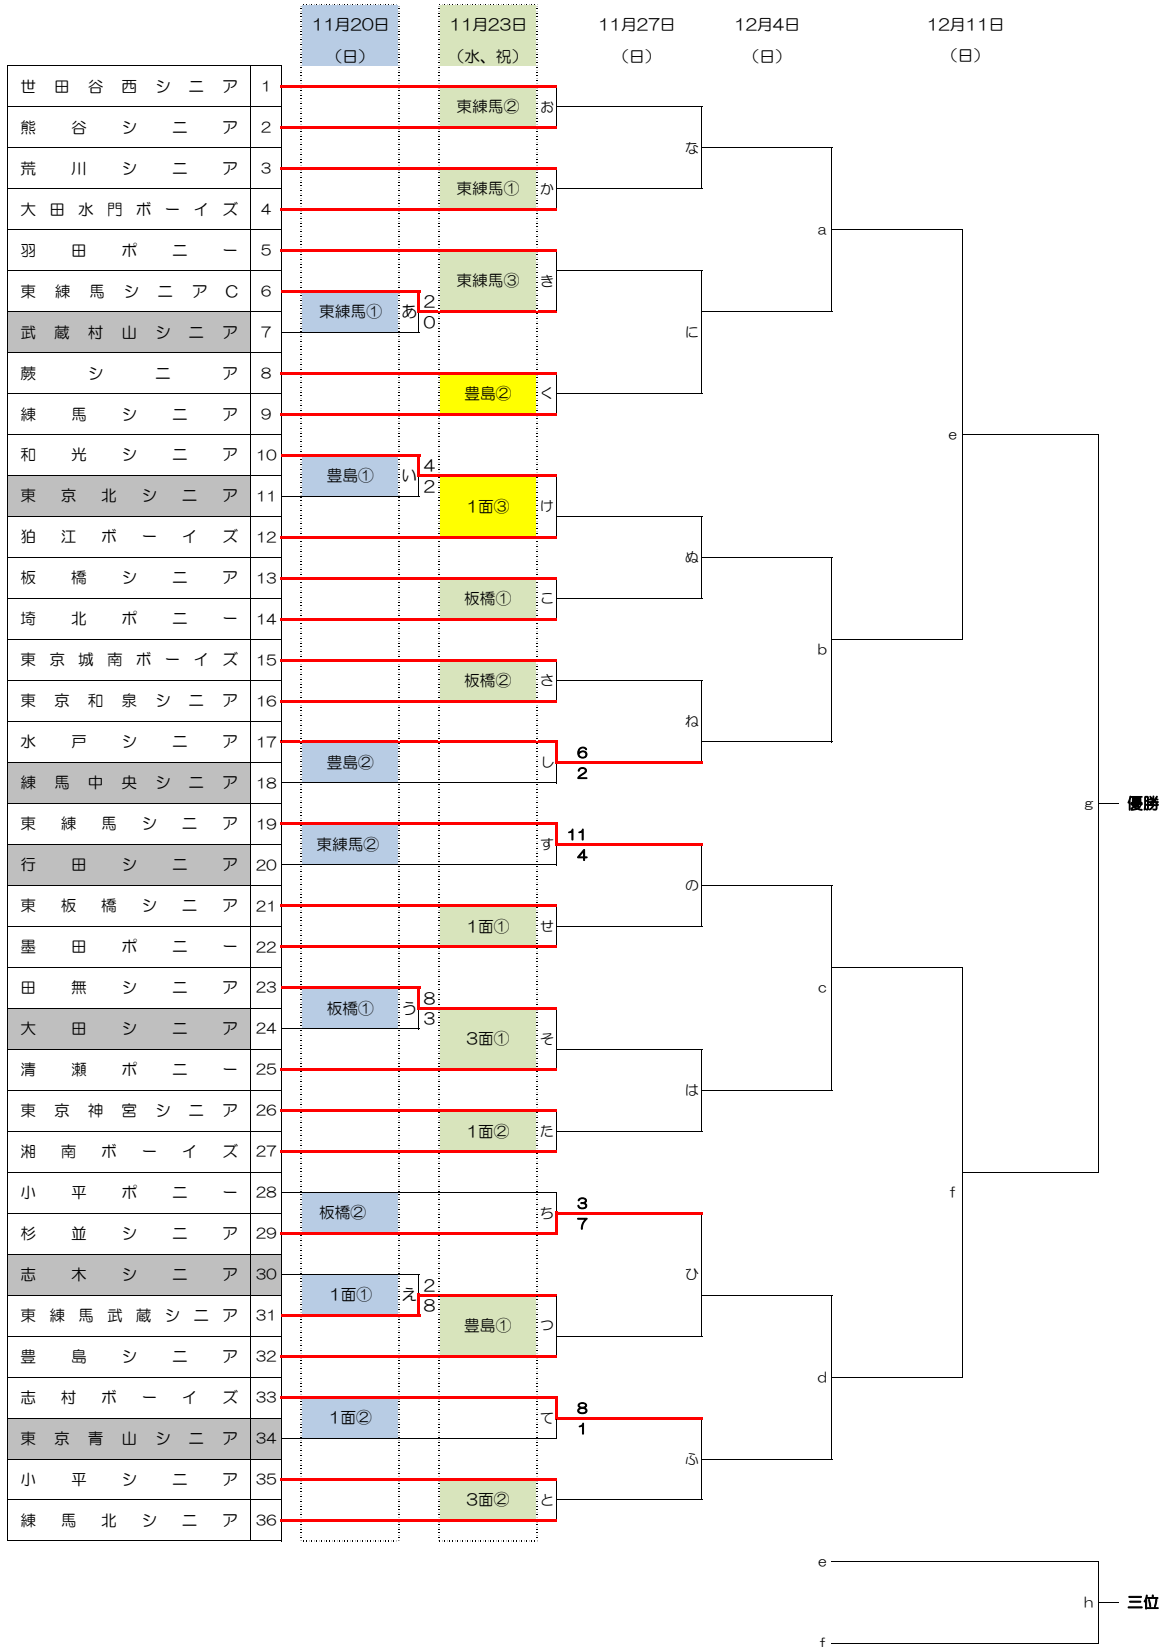 11月20日 11月23日 11月27日 12月4日 12月11日
（日） （水、祝） （日） （日） （日）
世田谷西シニア 1
東練馬② お
熊谷シニア 2
な
荒川シニア 3
東練馬① か
大田水門ボーイズ 4
a
羽田ポニー 5
東練馬③ き
東練馬シニアC 6
東練馬① あ 2
0
武蔵村山シニア 7
に
蕨シニア 8
豊島② く
練馬シニア 9
e
和光シニア 10
豊島① い 4
2
東京北シニア 11
1面③ け
狛江ボーイズ 12
ぬ
板橋シニア 13
板橋① こ
埼北ポニー 14
b
東京城南ボーイズ 15
板橋② さ
東京和泉シニア 16
ね
水戸シニア 17
豊島② し 6
2
練馬中央シニア 18
g 優勝
東練馬シニア 19
東練馬② す 11
4
行田シニア 20
の
東板橋シニア 21
1面① せ
墨田ポニー 22
c
田無シニア 23
板橋① う 8
3
大田シニア 24
3面① そ
清瀬ポニー 25
は
東京神宮シニア 26
1面② た
湘南ボーイズ 27
f
小平ポニー 28
板橋② ち 3
7
杉並シニア 29
ひ
志木シニア 30
1面① え 2
8
東練馬武蔵シニア 31
豊島① つ
豊島シニア 32
d
志村ボーイズ 33
1面② て 8
1
東京青山シニア 34
ふ
小平シニア 35
3面② と
練馬北シニア 36
e
h 三位
f